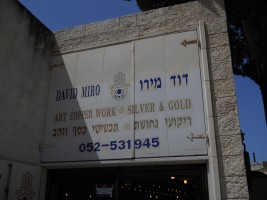 DAVID MIRO דוד מירו
ART COPPER WORK ☆ SILVER & GOLD
ריקועי נחושת ☆ תכשיטי כסף וזהב
052-531945